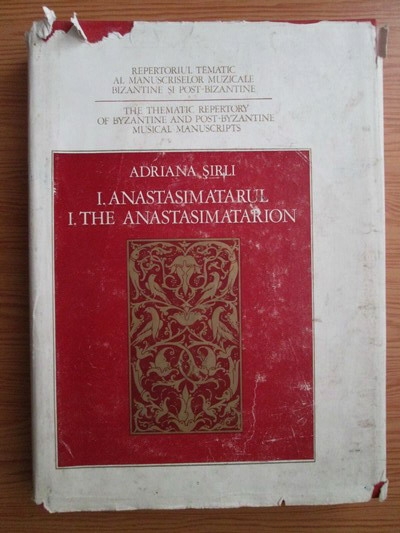 REPERTORIUL TEMATIC
AL MANUSCRISELOR MUZICALE
BIZANTINE ȘI POST-BIZANTINE
THE THEMATIC REPERTORY
OF BYZANTINE AND POST-BYZANTINE
MUSICAL MANUSCRIPTS
ADRIANA ȘIRLI
I. ANASTASIMATARUL
I. THE ANASTASIMATARION